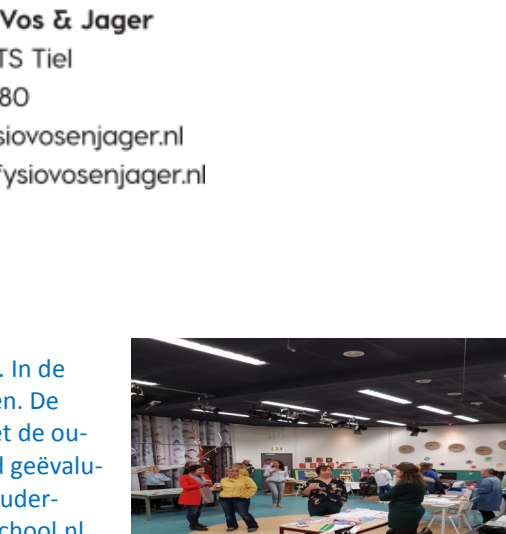 Vos & Jager
TS Tiel
80
siovosenjager.nl
fysiovosenjager.nl
. In de
en. De
et de ou-
d geëvalu-
uder-
school.nl